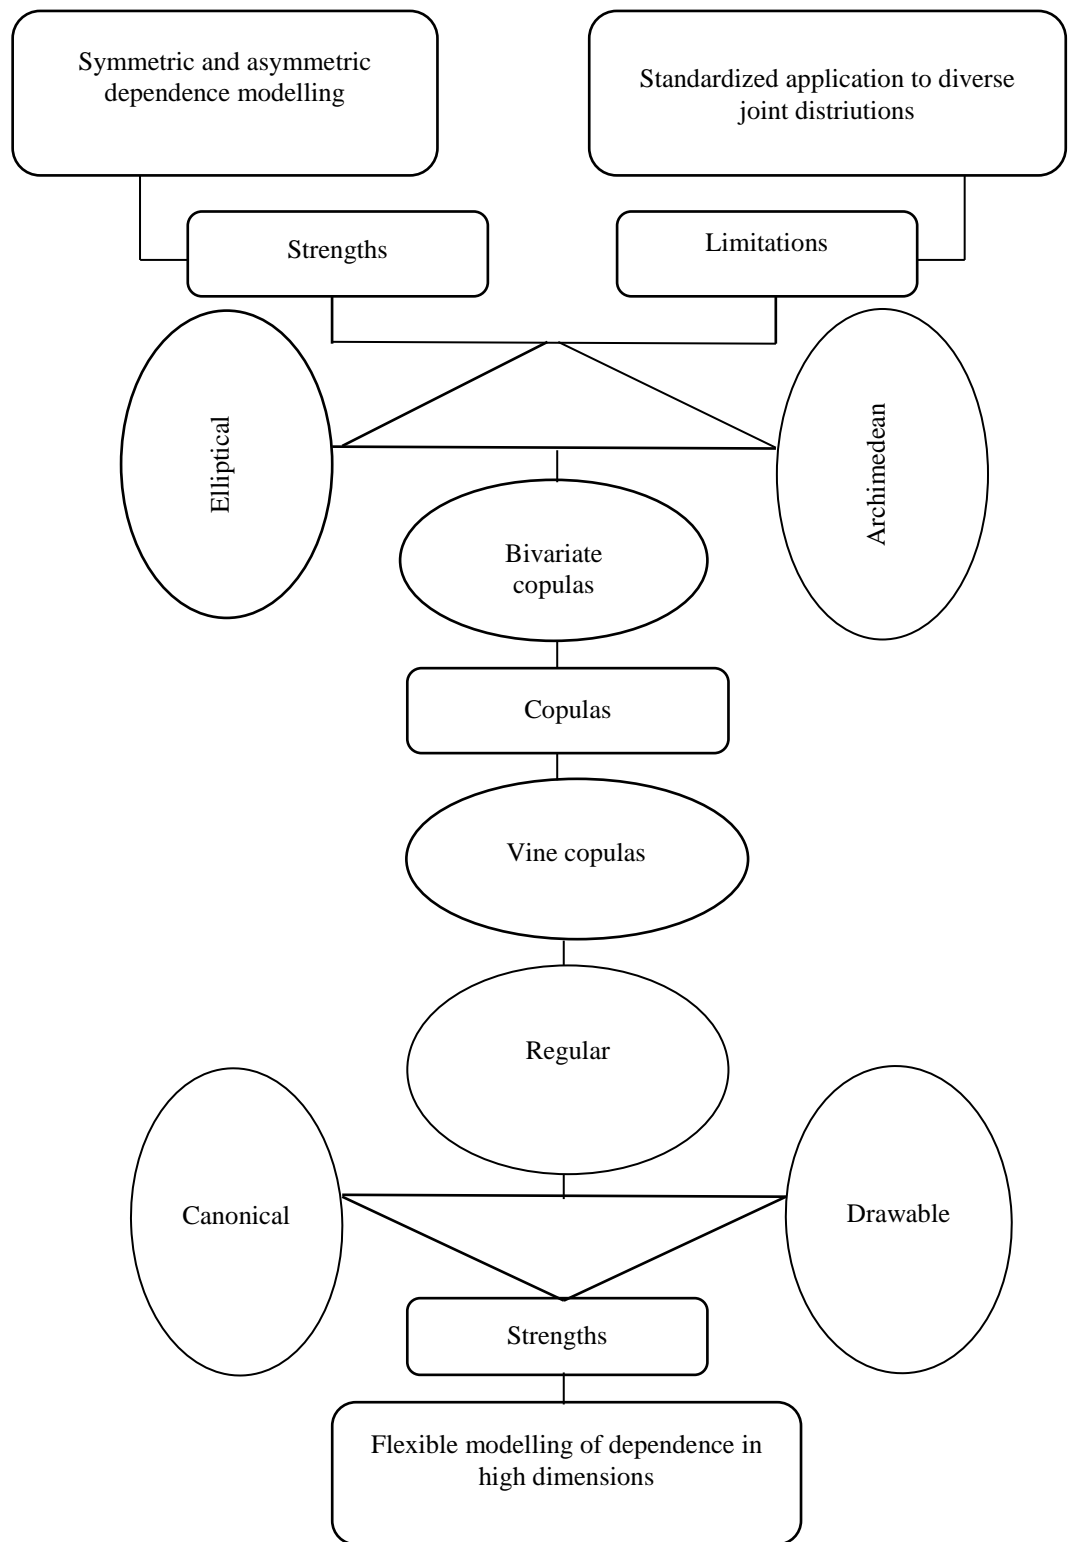 Symmetric and asymmetric
dependence modelling
Standardized application to diverse
joint distriutions
Strengths
Limitations
Elliptical
Archimedean
Bivariate
copulas
Copulas
Vine copulas
Regular
Canonical
Drawable
Strengths
Flexible modelling of dependence in
high dimensions